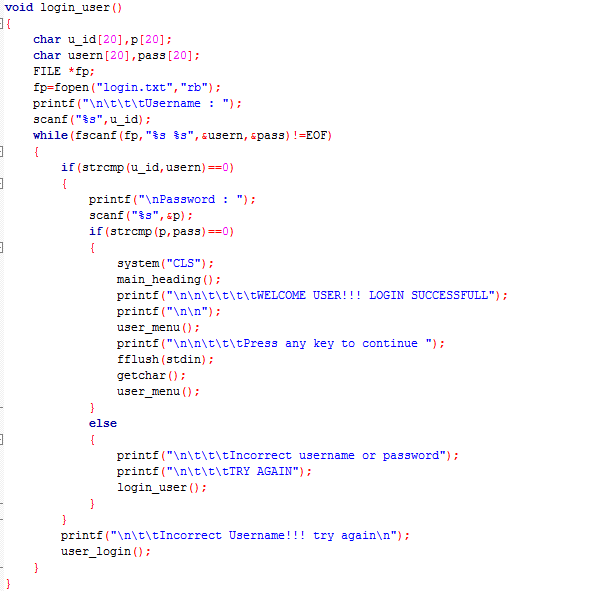 void login_user()
{
char u_id[20],p[20];
char usern[20],pass[20];
FILE *fp;
fp=fopen("login.txt","rb");
printf("\n\t\t\tUsername : ");
scanf("%s",u_id);
while(fscanf(fp,"%s %s",&usern,&pass)!=EOF)
{
if(strcmp(u_id,usern)==0)
{
printf("\nPassword : ");
scanf("%s",&p);
if(strcmp(p,pass)==0)
{
system("CLS");
main_heading();
printf("\n\n\t\t\t\tWELCOME USER!!! LOGIN SUCCESSFULL");
printf("\n\n");
user_menu();
printf("\n\n\t\t\tPress any key to continue ");
fflush(stdin);
getchar();
user_menu();
}
else
{
printf("\n\t\t\tIncorrect username or password");
printf("\n\t\t\tTRY AGAIN");
login_user();
}
}
printf("\n\t\tIncorrect Username!!! try again\n");
user_login();
}
}